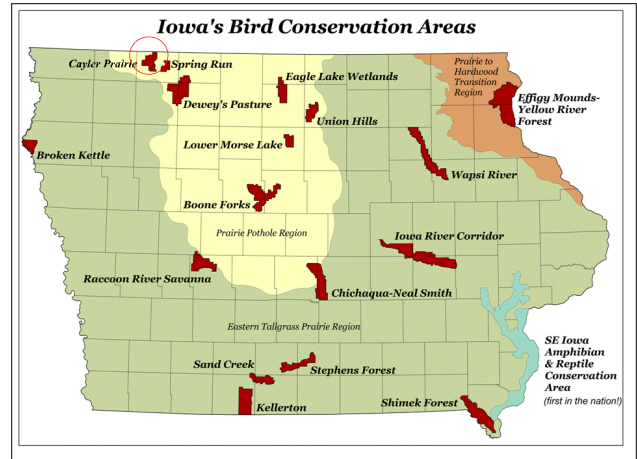 Iowa's Bird Conservation Areas
Cayler Prairie
Spring Run
Dewey's Pasture
Eagle Lake Wetlands
Prairie to
Hardwood
Transition
Region
Effigy Mounds-
Yellow River
Forest
Union Hills
Lower Morse Lake
Broken Kettle
Wapsi River
Boone Forks
Prairie Pothole Region
Iowa River Corridor
Raccoon River Savanna
Chichaqua-Neal Smith
Eastern Tallgrass Prairie Region
SE Iowa
Amphibian
& Reptile
Conservation
Area
(first in the nation!)
Sand Creek
Stephens Forest
Kellerton
Shimek Forest